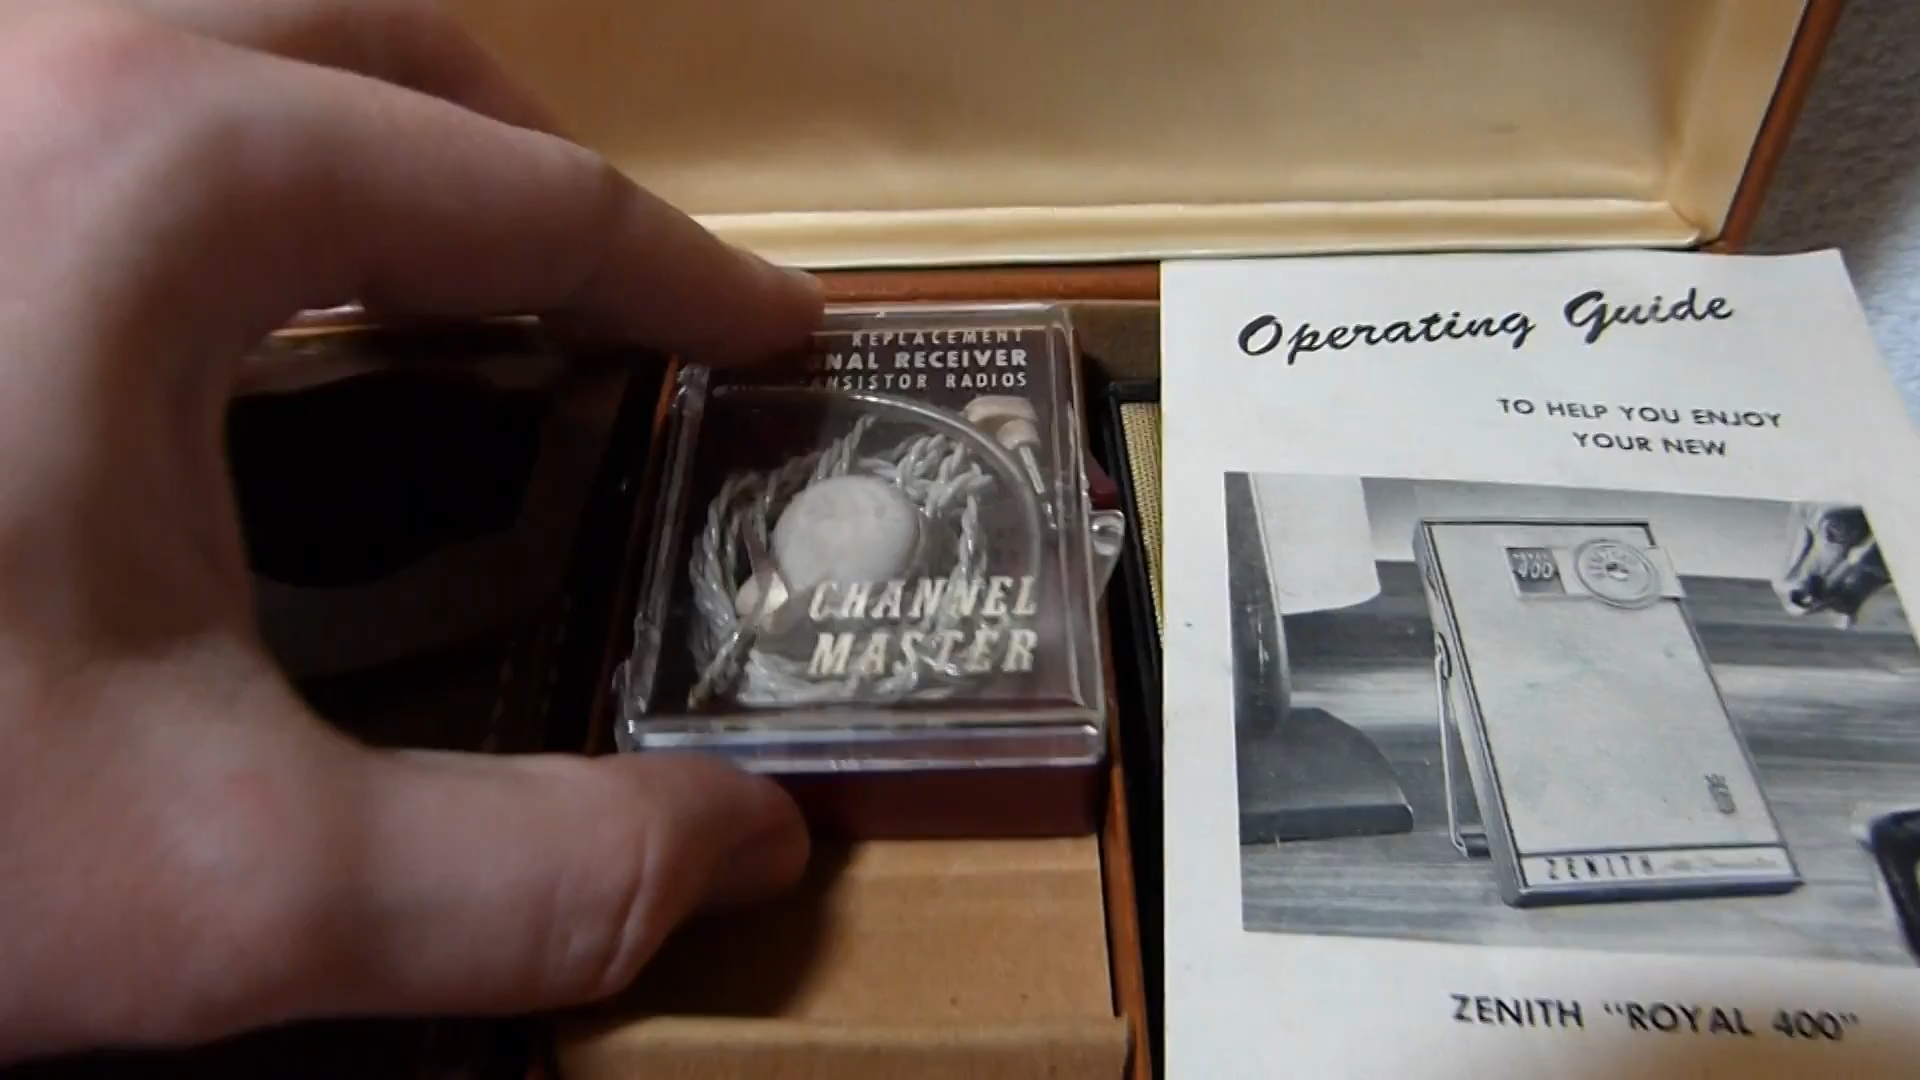 REPLACEMENT
NAL RECEIVER
NSISTOR RADIOS
CHANNEL
MASTER
Operating Guide
TO HELP YOU ENJOY
YOUR NEW
400
ZENITH
ZENITH "ROYAL 400"